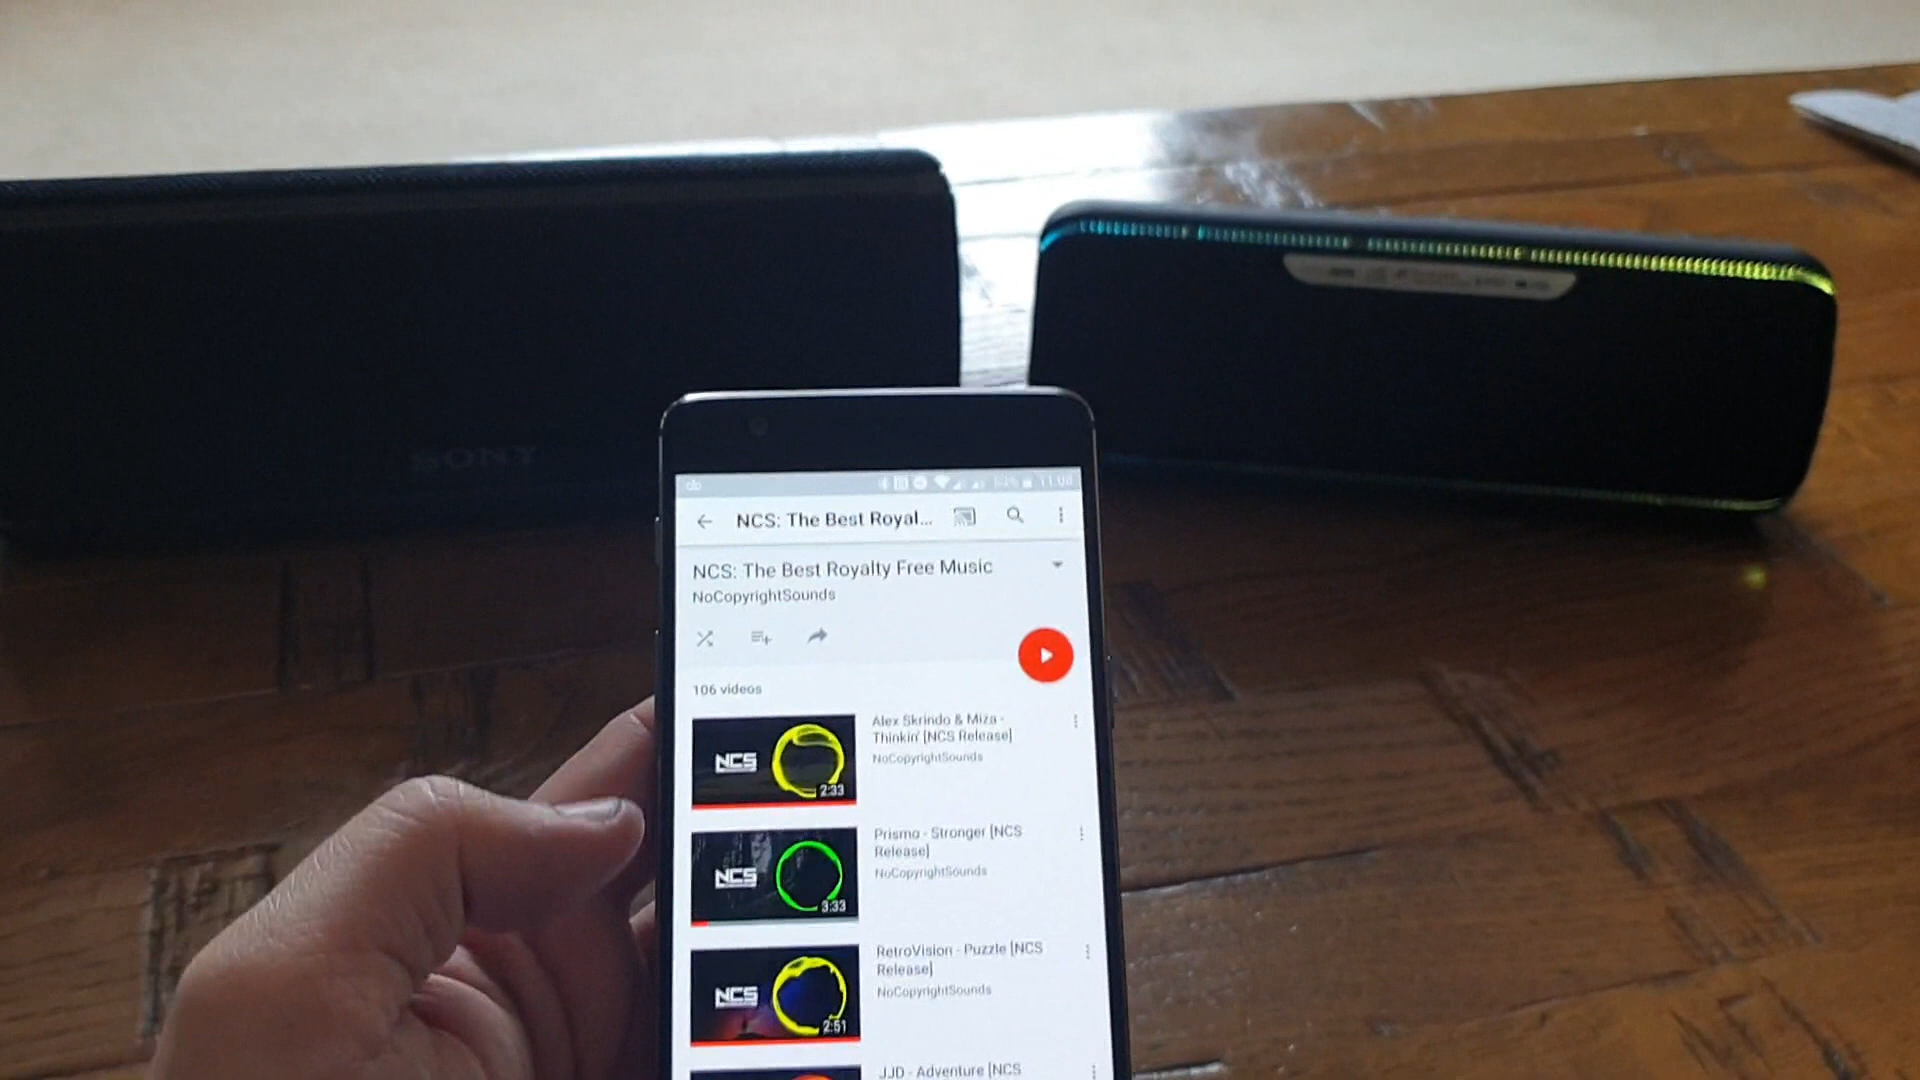 SONY
11:00
NCS: The Best Royal...
NCS: The Best Royalty Free Music
NoCopyrightSounds
106 videos
NCS
2:33
Alex Skrindo & Miza -
Thinkin' [NCS Release]
NoCopyrightSounds
NCS
3:33
Prismo - Stronger [NCS
Release]
NoCopyrightSounds
NCS
2:51
RetroVision - Puzzle [NCS
Release]
NoCopyrightSounds
JJD - Adventure [NCS